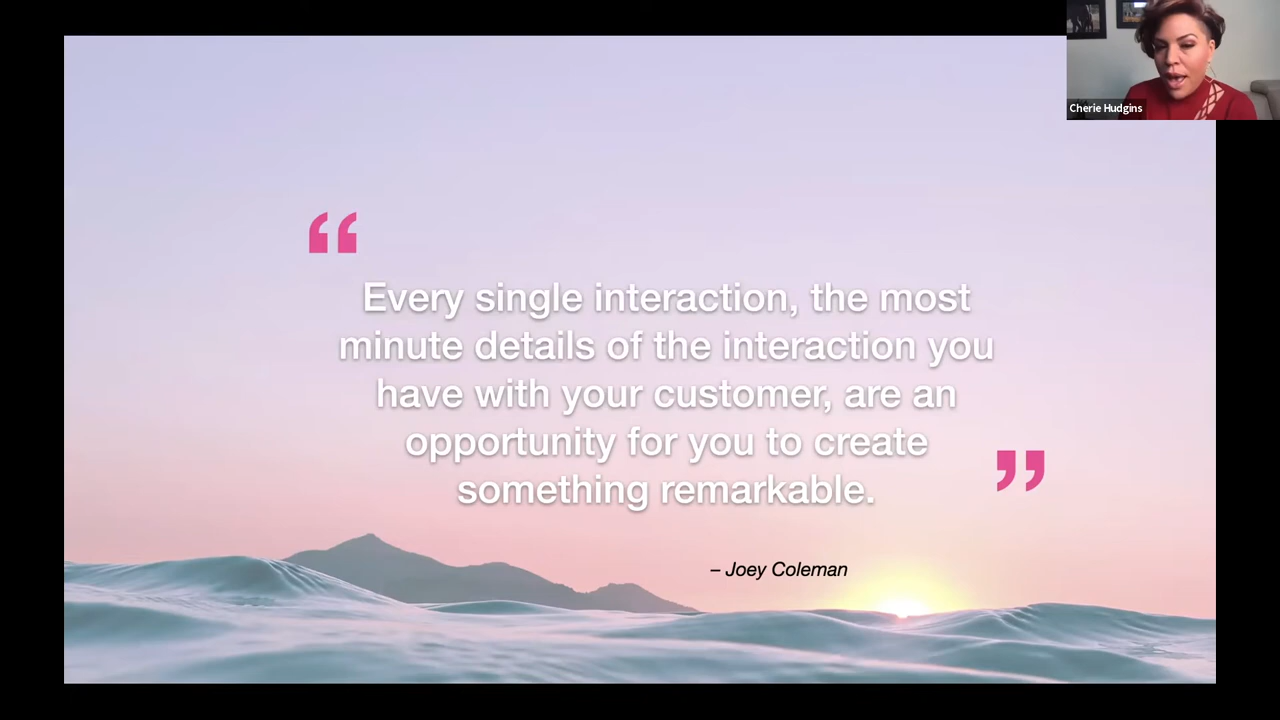 Cherie Hudgins
“
Every single interaction, the most
minute details of the interaction you
have with your customer, are an
opportunity for you to create
something remarkable.
”
– Joey Coleman